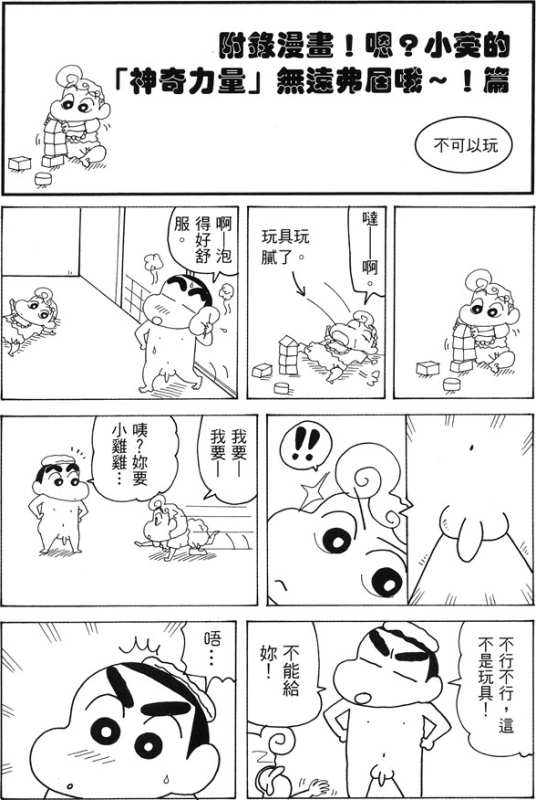 附錄漫畫！嗯？小葵的
「神奇力量」無遠弗屆哦～！篇
不可以玩
噠—啊。
玩具玩
膩了。
啊—泡
得好舒
服。
!!
我要—
我要—
咦？妳要
小雞雞…
不行不行，這
不是玩具！
不能給
妳！
唔…